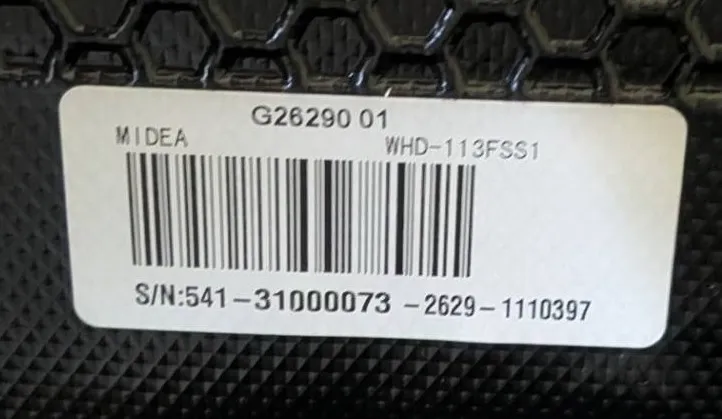 G26290 01
MIDEA WHD-113FSS1
S/N:541-31000073-2629-1110397